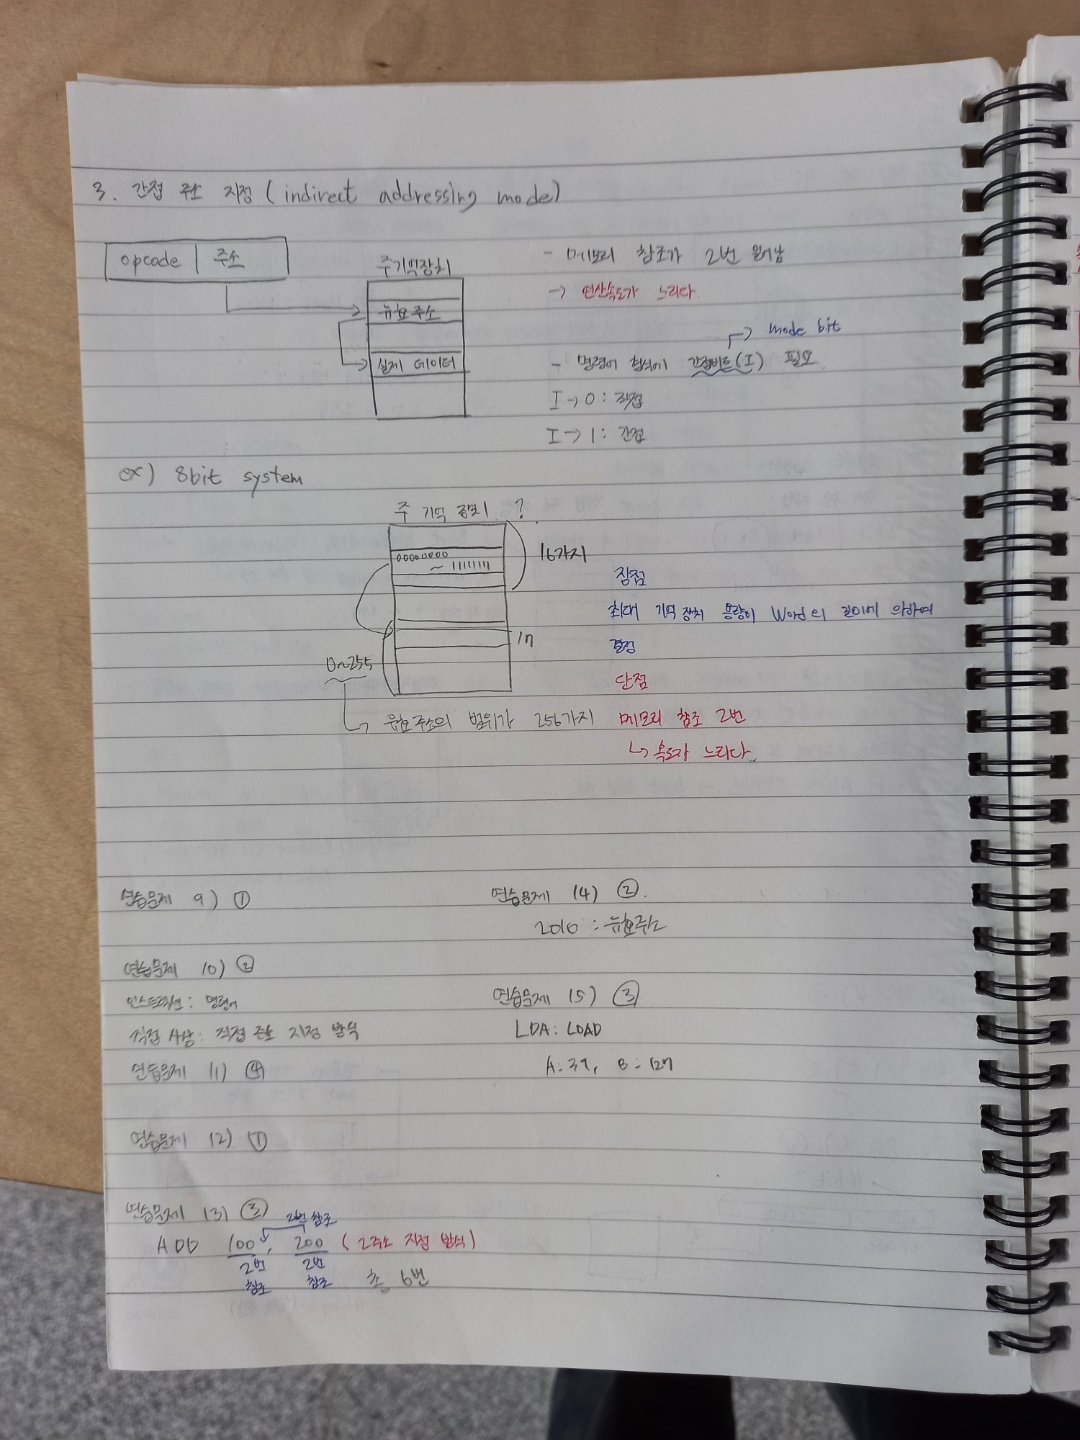 3. 간접 주소 지정 (indirect addressing mode)
opcode 주소
주기억장치
유효주소
실제 데이터
- 메모리 참조가 2번 일어남
→ 연산속도가 느리다
→ mode bit
- 명령어 형식에 간접비트(I) 필요
I→0: 직접
I→1: 간접
ex) 8bit system
주 기억 장치 ?
00000000
~ 11111111
16가지
0~255
→ 유효주소의 범위가 256가지
장점
최대 기억 장치 용량이 Word의 길이에 의하여
결정
단점
메모리 참조 2번
↳ 속도가 느리다.
연습문제 9) ①
연습문제 10) ②
인스트럭션: 명령어
직접 사상: 직접 주소 지정 방식
연습문제 11) ④
연습문제 12) ①
연습문제 13) ③
2번 참조
ADD 100, 200 (2주소 지정 방식)
2번 2번
참조 참조 총 6번
연습문제 14) ②.
: 유효주소
연습문제 15) ③
LDA: LOAD